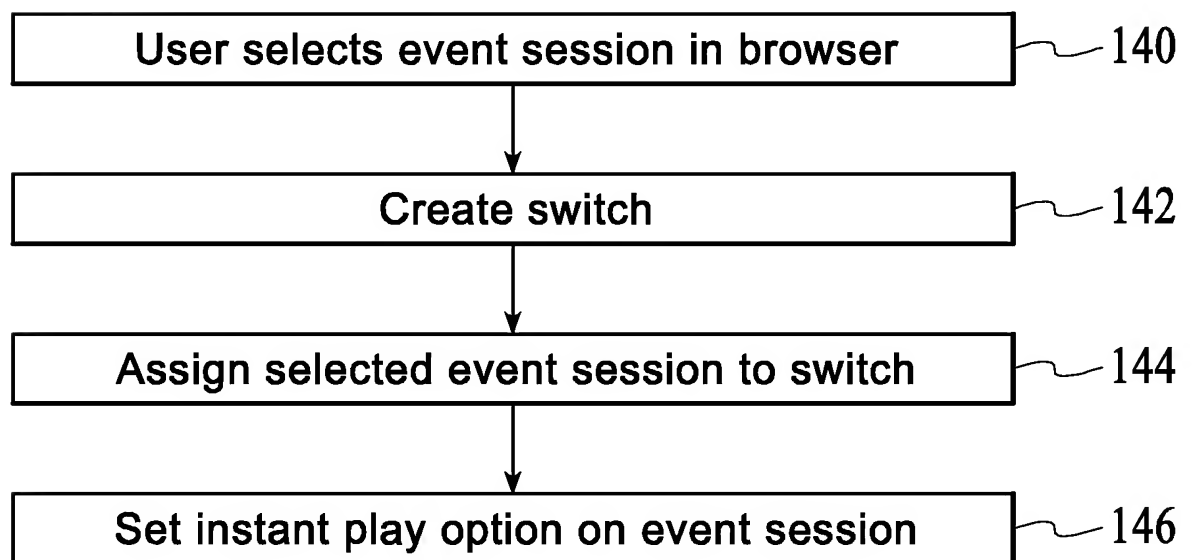 User selects event session in browser 140
Create switch 142
Assign selected event session to switch 144
Set instant play option on event session 146